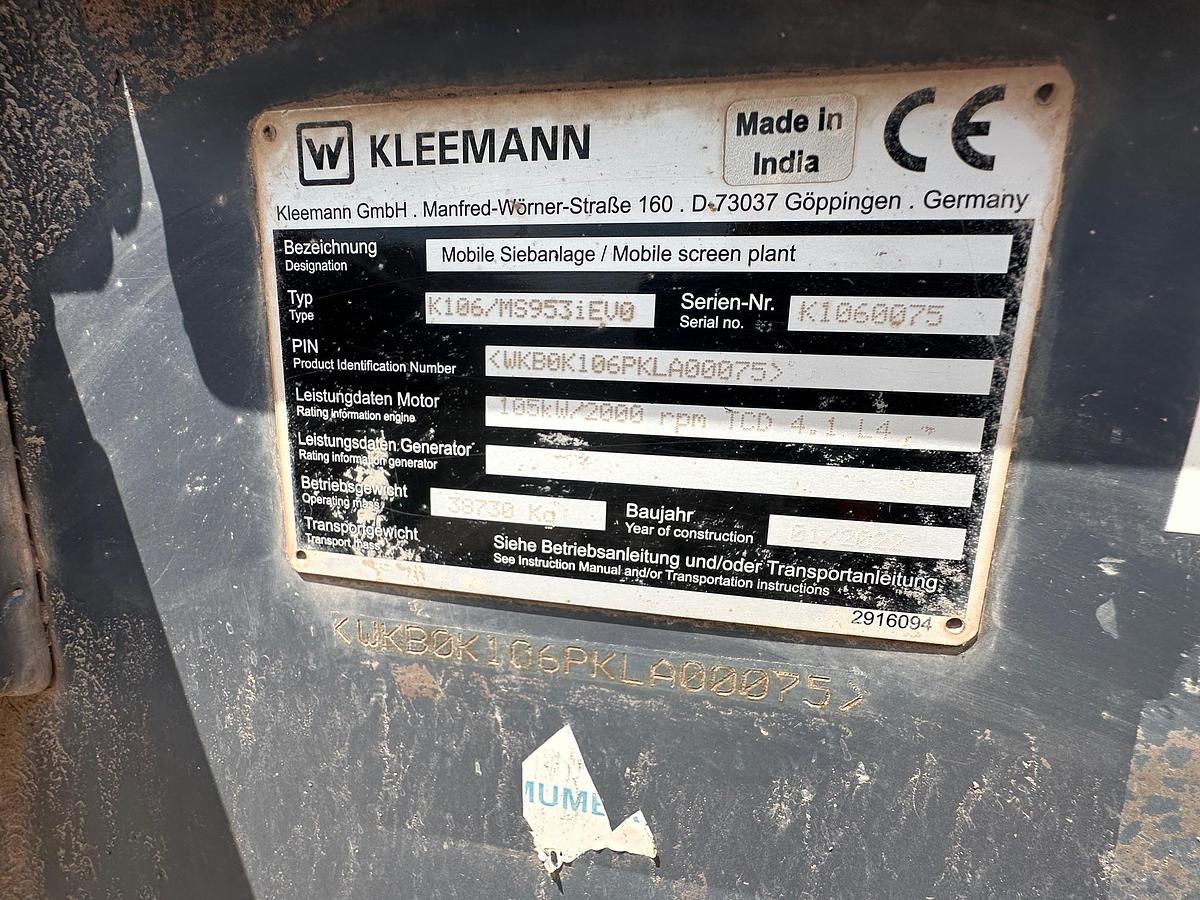 W KLEEMANN
Made in
India
CE
Kleemann GmbH . Manfred-Wörner-Straße 160 . D-73037 Göppingen . Germany
Bezeichnung
Designation
Mobile Siebanlage / Mobile screen plant
Typ
Type
K106/MS953iEVO
Serien-Nr.
Serial no.
K1060075
PIN
Product Identification Number
<WKB0K106PKLA00075>
Leistungdaten Motor
Rating information engine
105kW/2000 rpm TCD 4.1 L4
Leistungsdaten Generator
Rating information generator
Betriebsgewicht
Operating mass
38730 Kg
Baujahr
Year of construction
Transportgewicht
Transport mass
Siehe Betriebsanleitung und/oder Transportanleitung
See Instruction Manual and/or Transportation instructions
2916094
<WKB0K106PKLA00075>